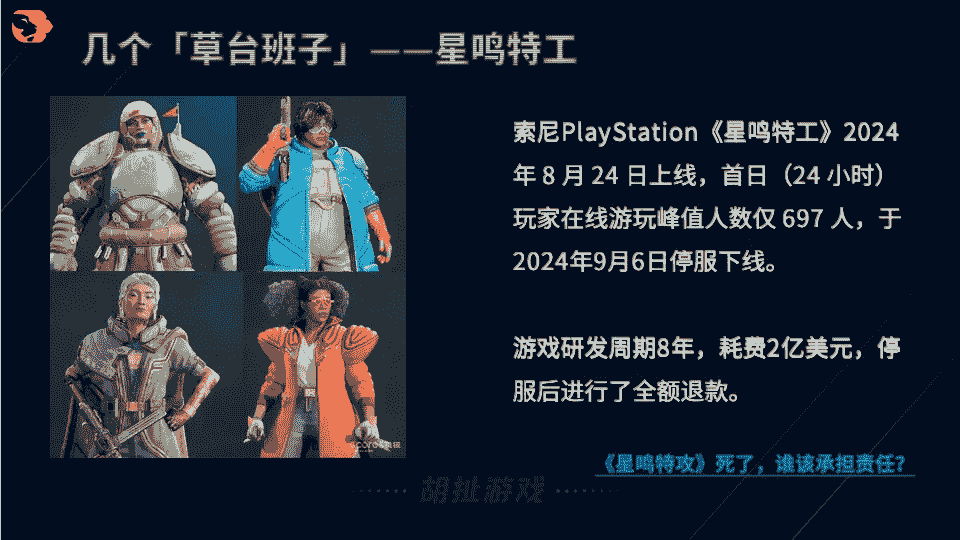 几个「草台班子」——星鸣特工
索尼PlayStation《星鸣特工》2024
年 8 月 24 日上线，首日（24 小时）
玩家在线游玩峰值人数仅 697 人，于
2024年9月6日停服下线。
游戏研发周期8年，耗费2亿美元，停
服后进行了全额退款。
《星鸣特攻》死了，谁该承担责任？
胡扯游戏